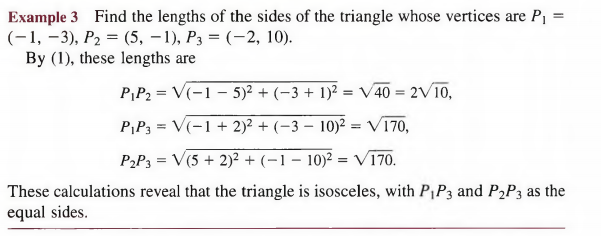 Example 3 Find the lengths of the sides of the triangle whose vertices are P₁ =
(−1, −3), P₂ = (5, −1), P₃ = (−2, 10).
By (1), these lengths are
P₁P₂ = √(−1 − 5)² + (−3 + 1)² = √40 = 2√10,
P₁P₃ = √(−1 + 2)² + (−3 − 10)² = √170,
P₂P₃ = √(5 + 2)² + (−1 − 10)² = √170.
These calculations reveal that the triangle is isosceles, with P₁P₃ and P₂P₃ as the
equal sides.